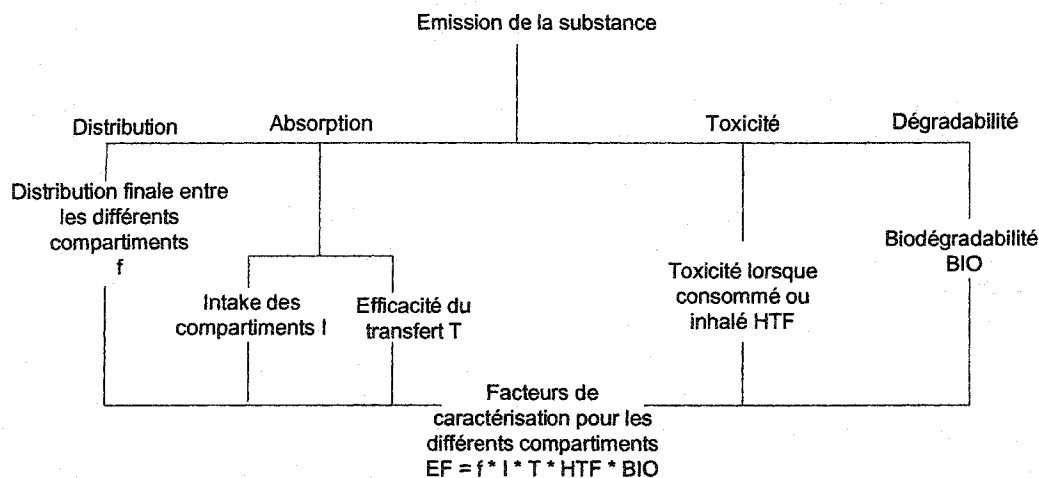 Emission de la substance
Distribution
Absorption
Toxicité
Dégradabilité
Distribution finale entre
les différents
compartiments
f
Intake des
compartiments I
Efficacité du
transfert T
Toxicité lorsque
consommé ou
inhalé HTF
Biodégradabilité
BIO
Facteurs de
caractérisation pour les
différents compartiments
EF = f * I * T * HTF * BIO